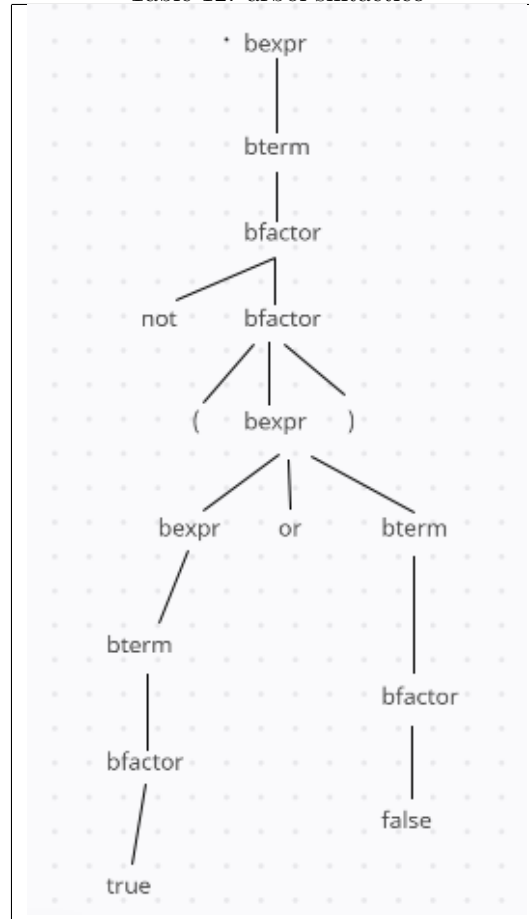 bexpr
bterm
bfactor
not bfactor
( bexpr )
bexpr or bterm
bterm
bfactor
bfactor
false
true